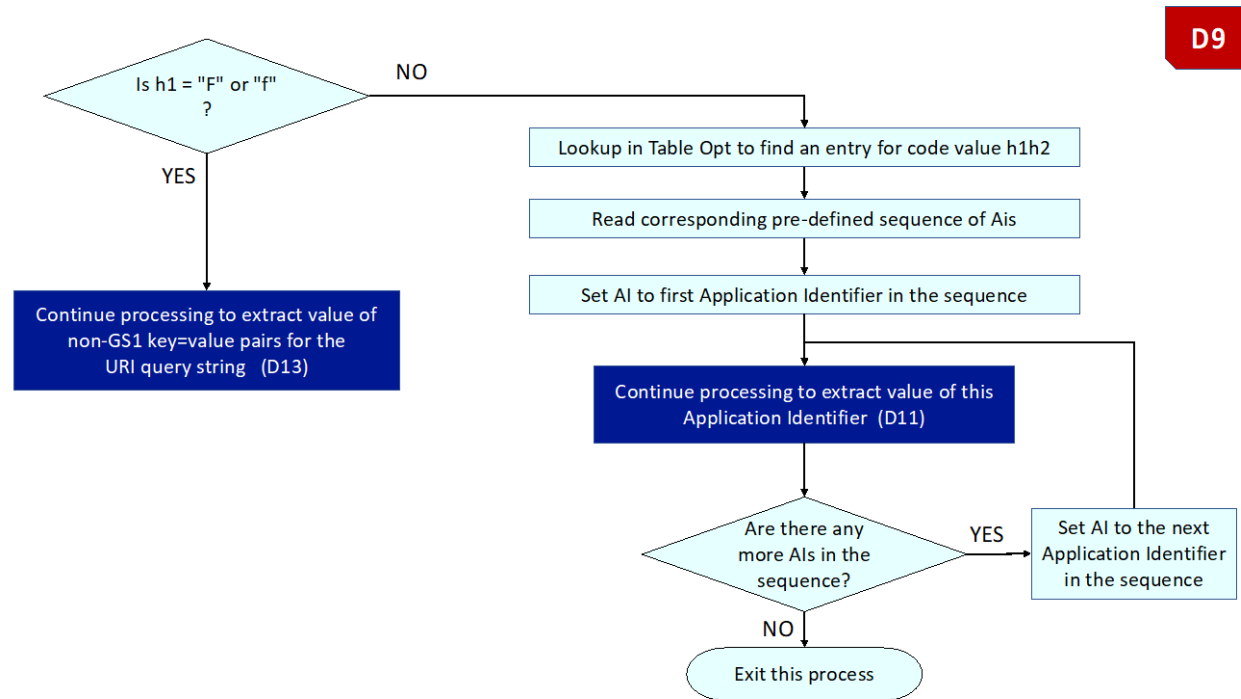 D9
Is h1 = "F" or "f"
?
NO
YES
Lookup in Table Opt to find an entry for code value h1h2
Read corresponding pre-defined sequence of Ais
Set AI to first Application Identifier in the sequence
Continue processing to extract value of
non-GS1 key=value pairs for the
URI query string (D13)
Continue processing to extract value of this
Application Identifier (D11)
Are there any
more AIs in the
sequence?
YES
Set AI to the next
Application Identifier
in the sequence
NO
Exit this process